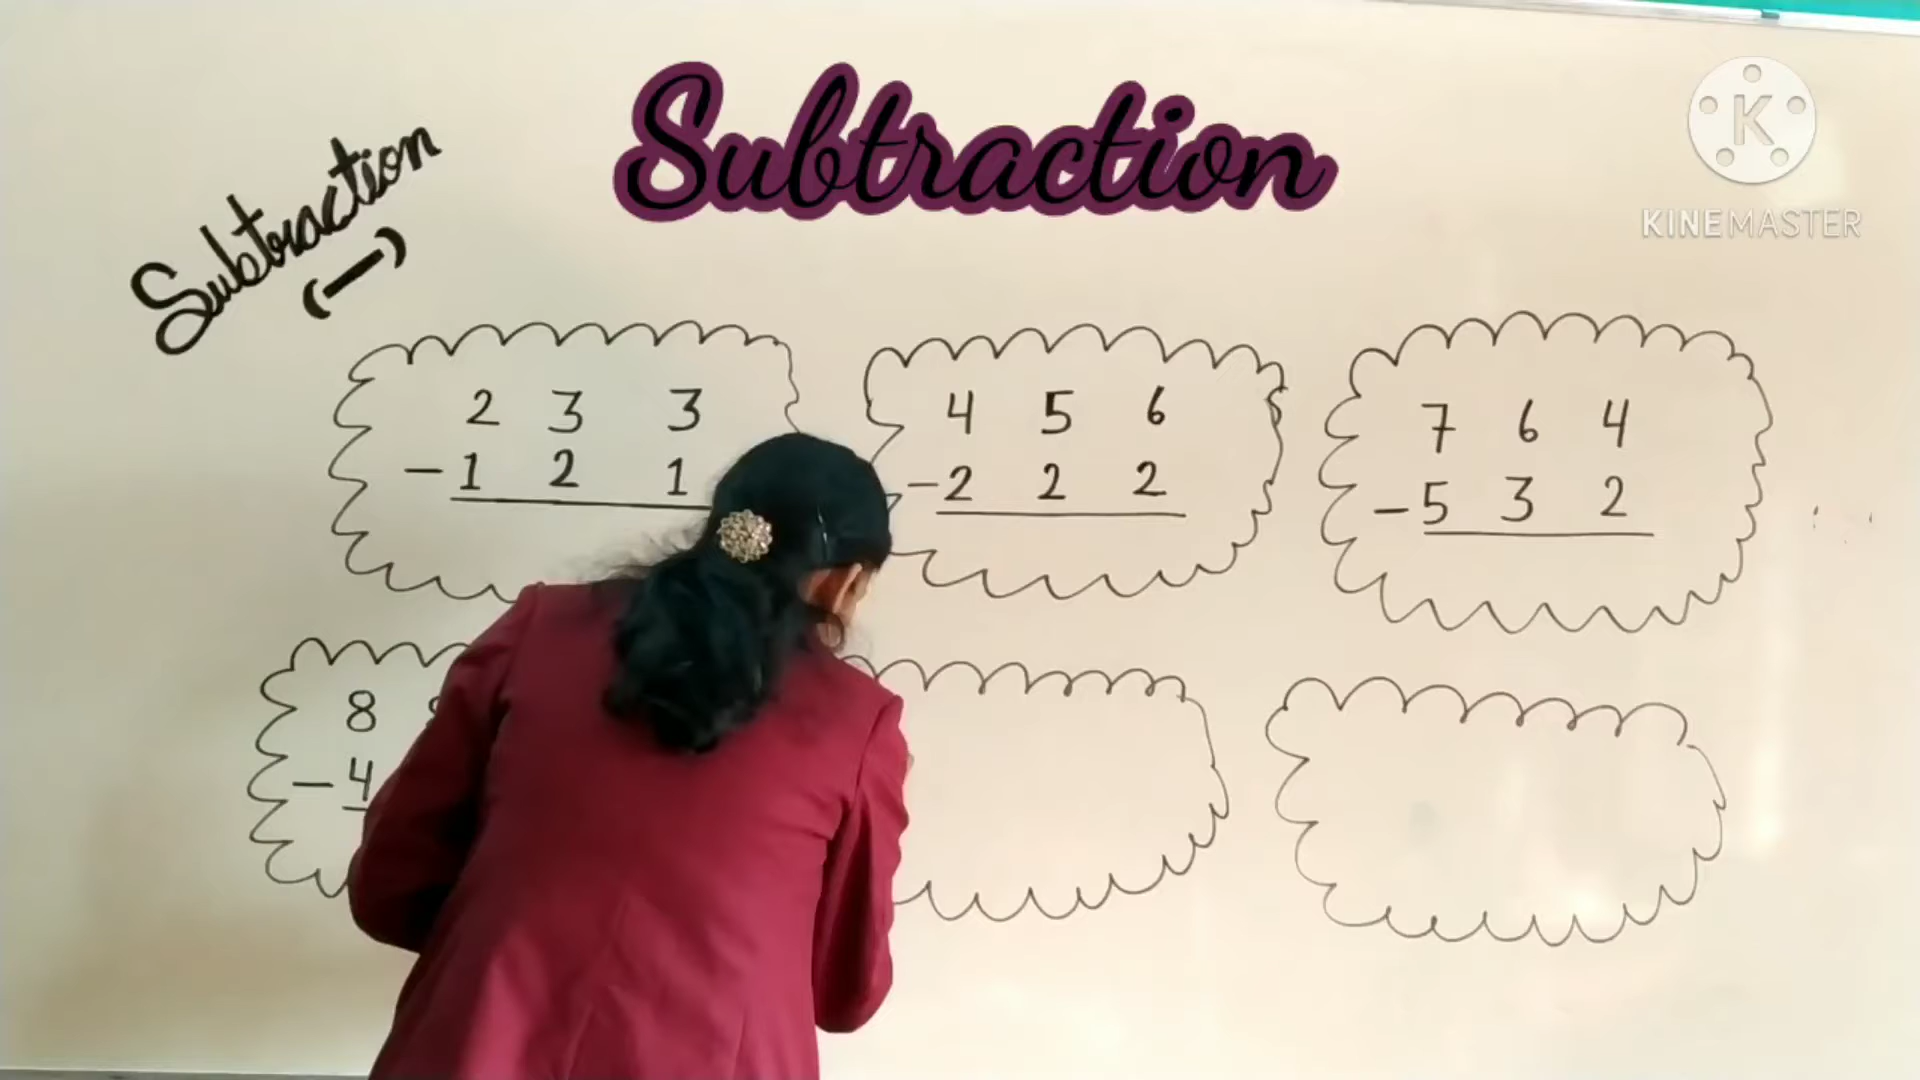 Subtraction
KINEMASTER
Subtraction
(—)
2 3 3
- 1 2 1
4 5 6
- 2 2 2
7 6 4
- 5 3 2
8
- 4